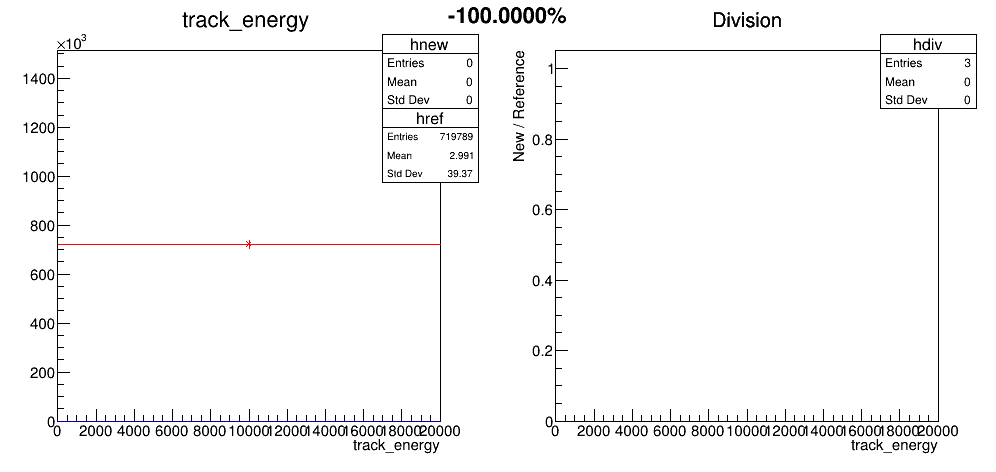 -100.0000%
track_energy
×10³
hnew
Entries 0
Mean 0
Std Dev 0
href
Entries 719789
Mean 2.991
Std Dev 39.37
1400
1200
1000
800
600
400
200
0
0 2000 4000 6000 8000 10000 12000 14000 16000 18000 20000
track_energy
Division
hdiv
Entries 3
Mean 0
Std Dev 0
New / Reference
1
0.8
0.6
0.4
0.2
0
0 2000 4000 6000 8000 10000 12000 14000 16000 18000 20000
track_energy